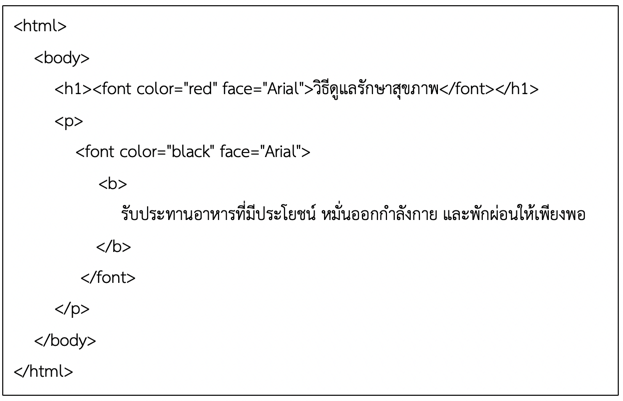 <html>
<body>
<h1><font color="red" face="Arial">วิธีดูแลรักษาสุขภาพ</font></h1>
<p>
<font color="black" face="Arial">
<b>
รับประทานอาหารที่มีประโยชน์ หมั่นออกกำลังกาย และพักผ่อนให้เพียงพอ
</b>
</font>
</p>
</body>
</html>